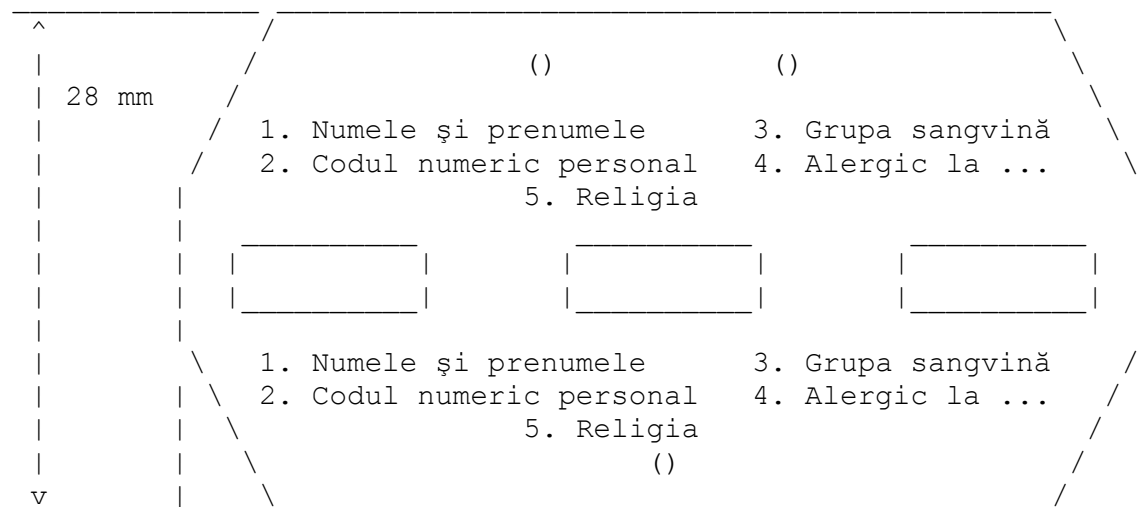 28 mm
1. Numele şi prenumele 3. Grupa sangvină
2. Codul numeric personal 4. Alergic la ...
5. Religia
1. Numele şi prenumele 3. Grupa sangvină
2. Codul numeric personal 4. Alergic la ...
5. Religia